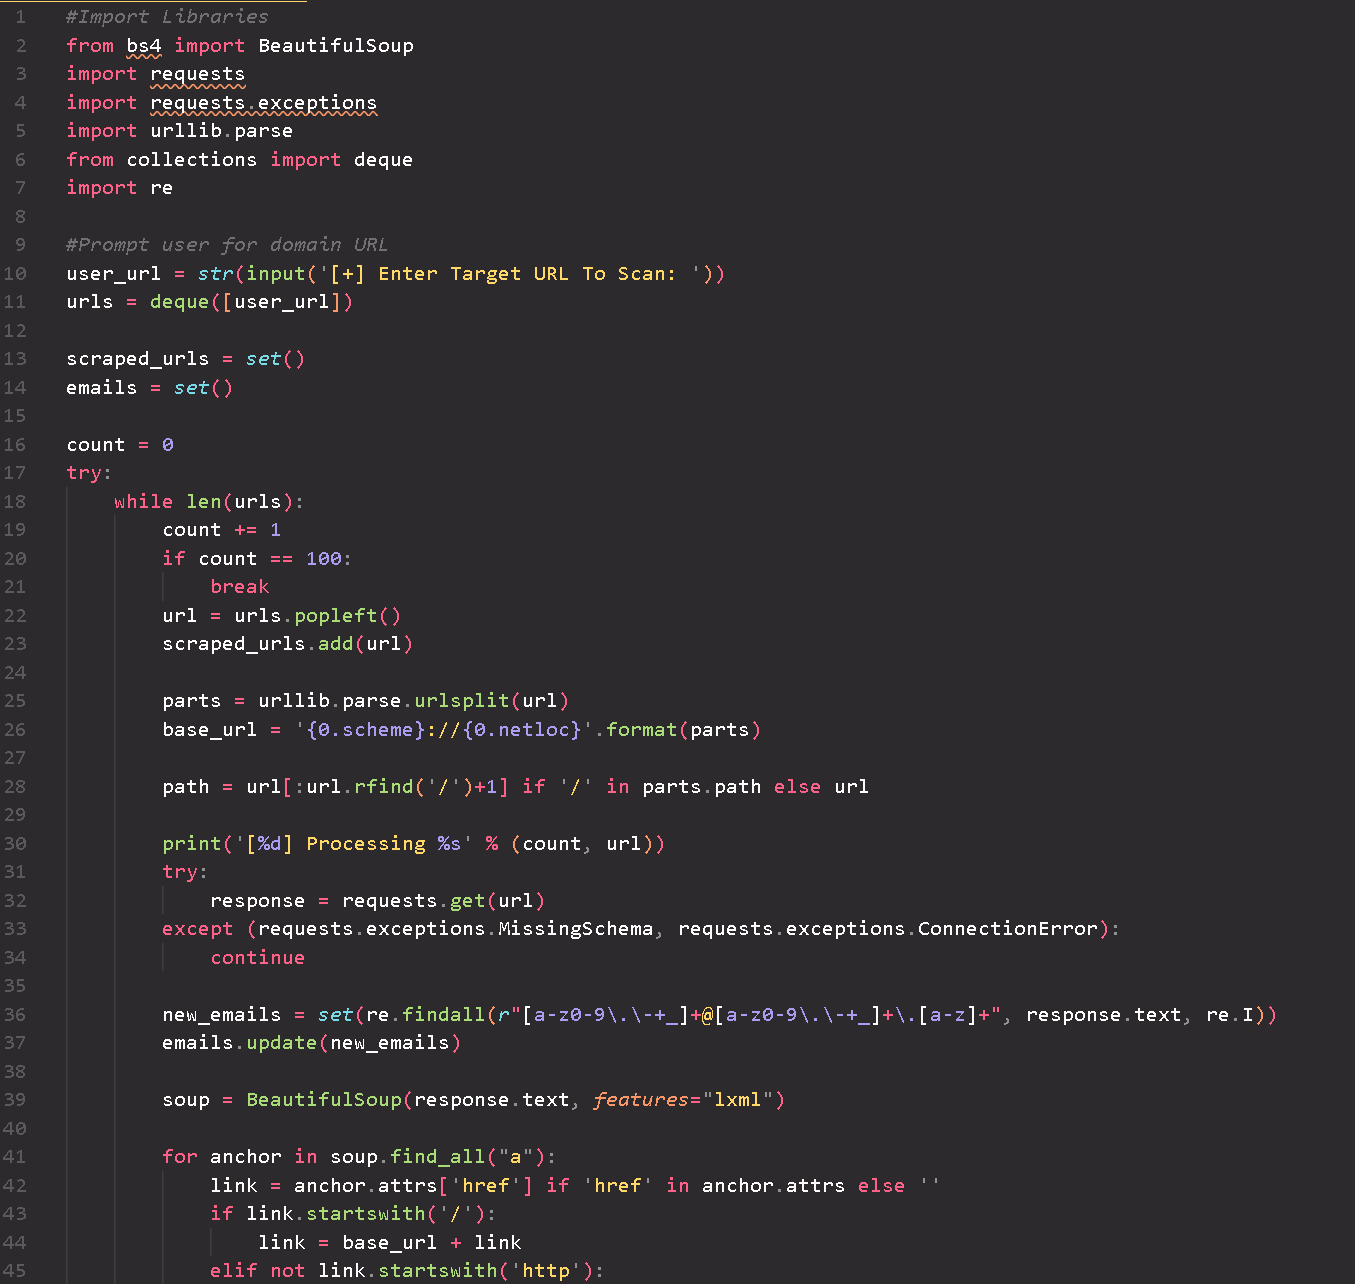 1 #Import Libraries
2 from bs4 import BeautifulSoup
3 import requests
4 import requests.exceptions
5 import urllib.parse
6 from collections import deque
7 import re
8
9 #Prompt user for domain URL
10 user_url = str(input('[+] Enter Target URL To Scan: '))
11 urls = deque([user_url])
12
13 scraped_urls = set()
14 emails = set()
15
16 count = 0
17 try:
18     while len(urls):
19         count += 1
20         if count == 100:
21             break
22         url = urls.popleft()
23         scraped_urls.add(url)
24
25         parts = urllib.parse.urlsplit(url)
26         base_url = '{0.scheme}://{0.netloc}'.format(parts)
27
28         path = url[:url.rfind('/')+1] if '/' in parts.path else url
29
30         print('[%d] Processing %s' % (count, url))
31         try:
32             response = requests.get(url)
33         except (requests.exceptions.MissingSchema, requests.exceptions.ConnectionError):
34             continue
35
36         new_emails = set(re.findall(r"[a-z0-9\.\-+_]+@[a-z0-9\.\-+_]+\.[a-z]+", response.text, re.I))
37         emails.update(new_emails)
38
39         soup = BeautifulSoup(response.text, features="lxml")
40
41         for anchor in soup.find_all("a"):
42             link = anchor.attrs['href'] if 'href' in anchor.attrs else ''
43             if link.startswith('/'):
44                 link = base_url + link
45             elif not link.startswith('http'):